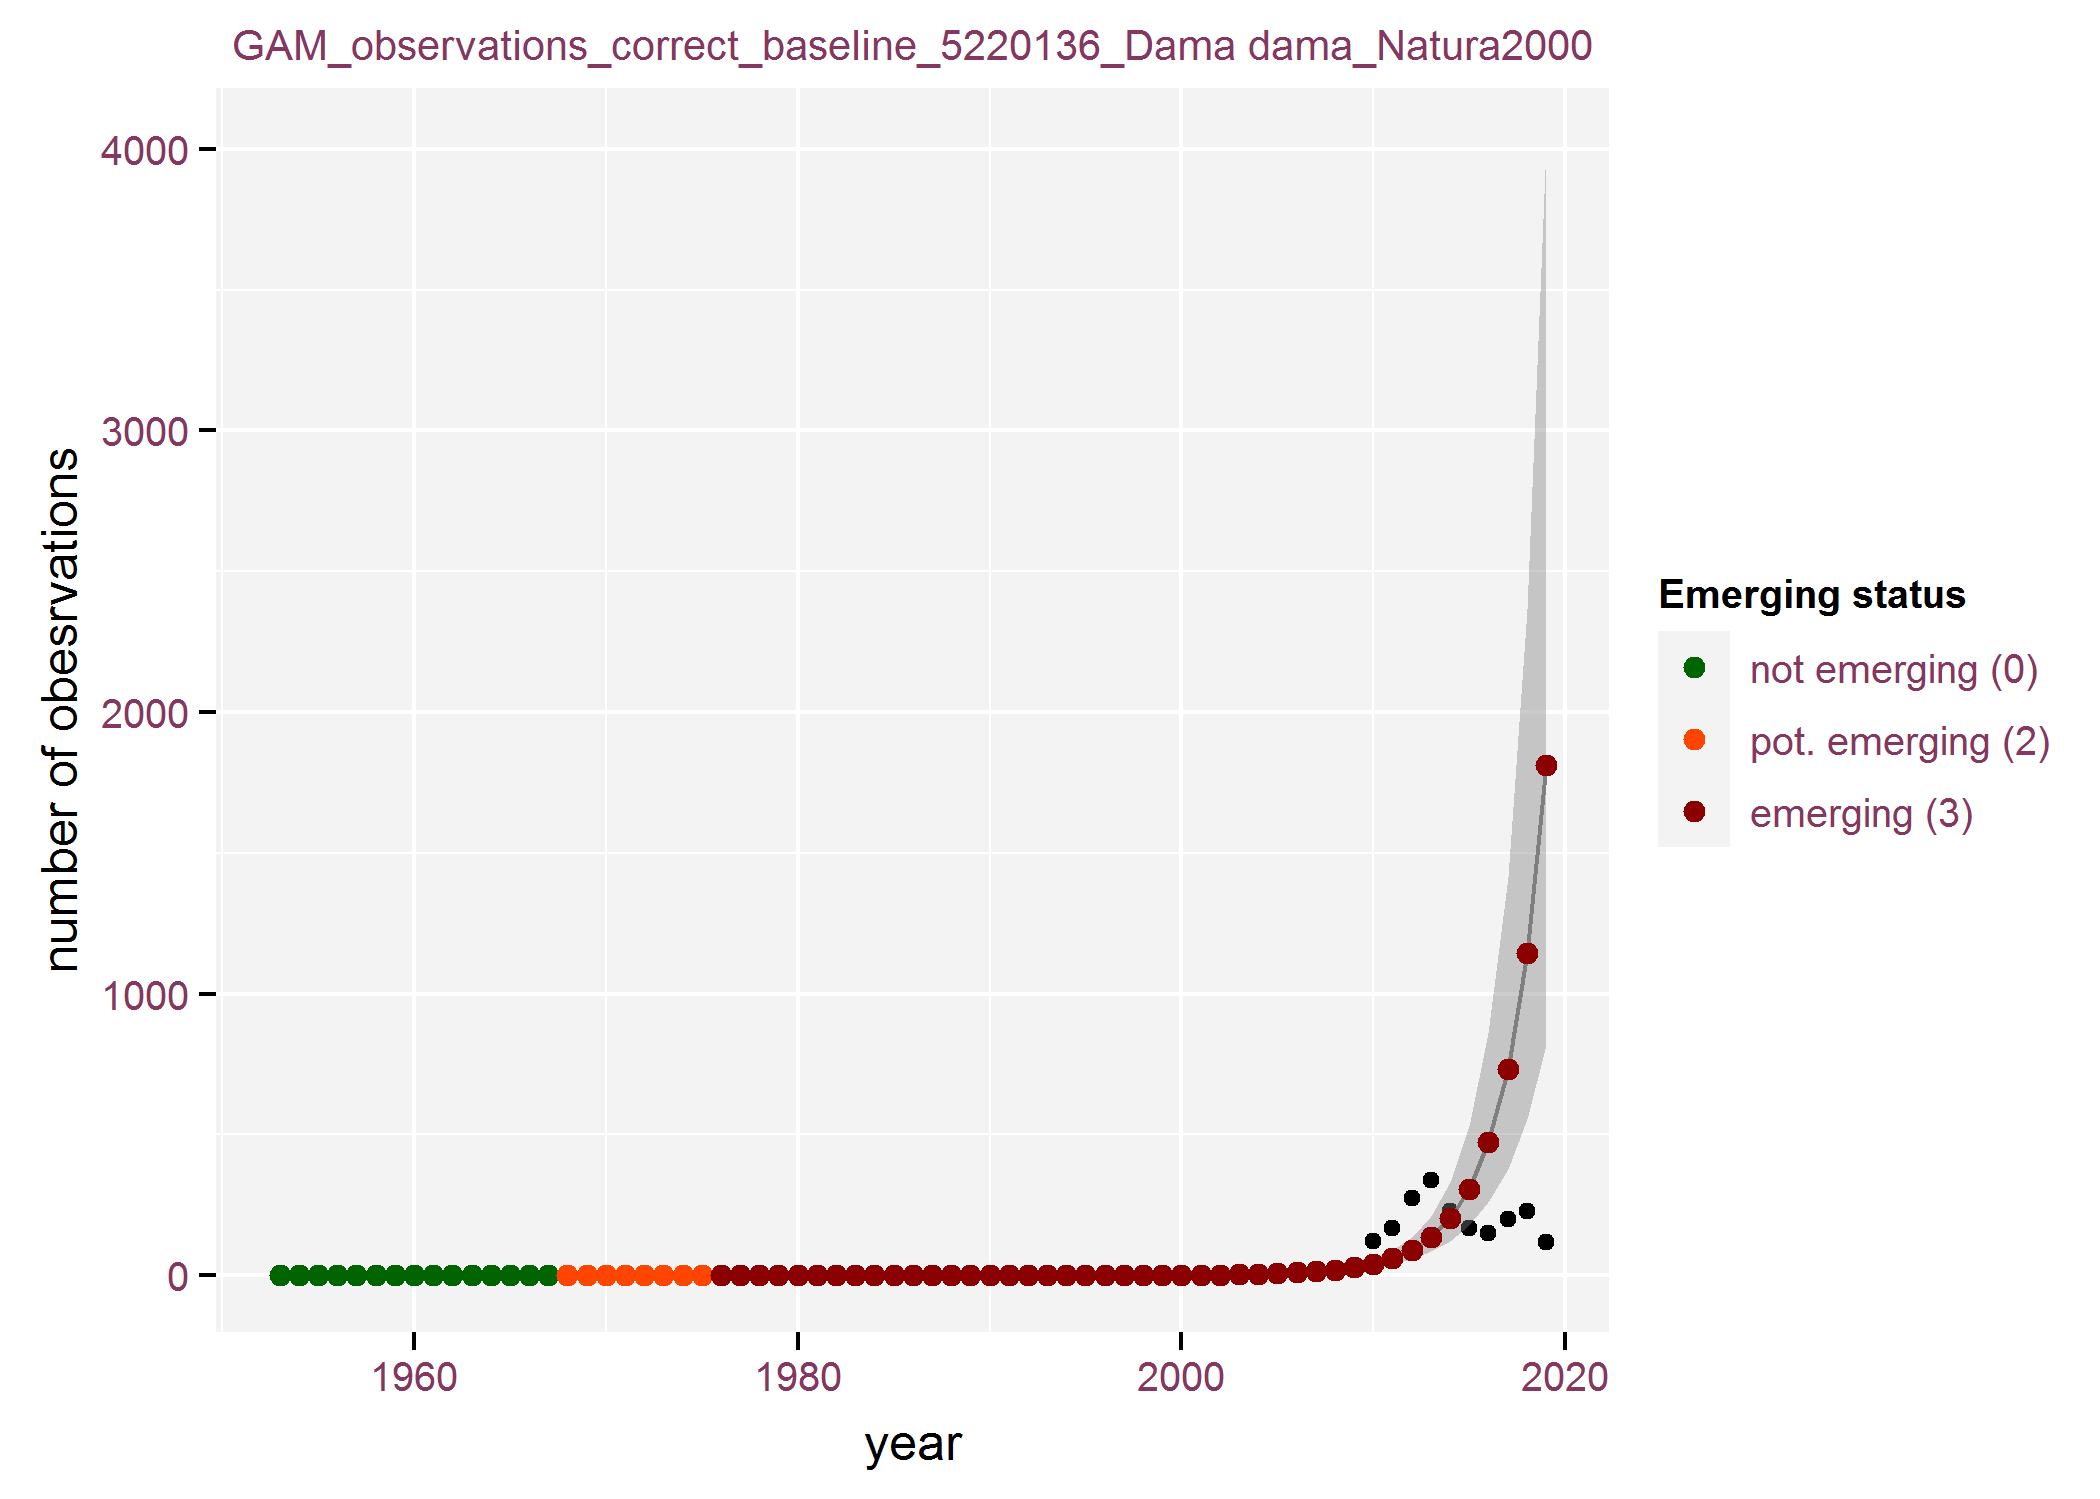 GAM_observations_correct_baseline_5220136_Dama dama_Natura2000
4000
3000
2000
1000
0
number of obesrvations
1960
1980
2000
2020
year
Emerging status
not emerging (0)
pot. emerging (2)
emerging (3)